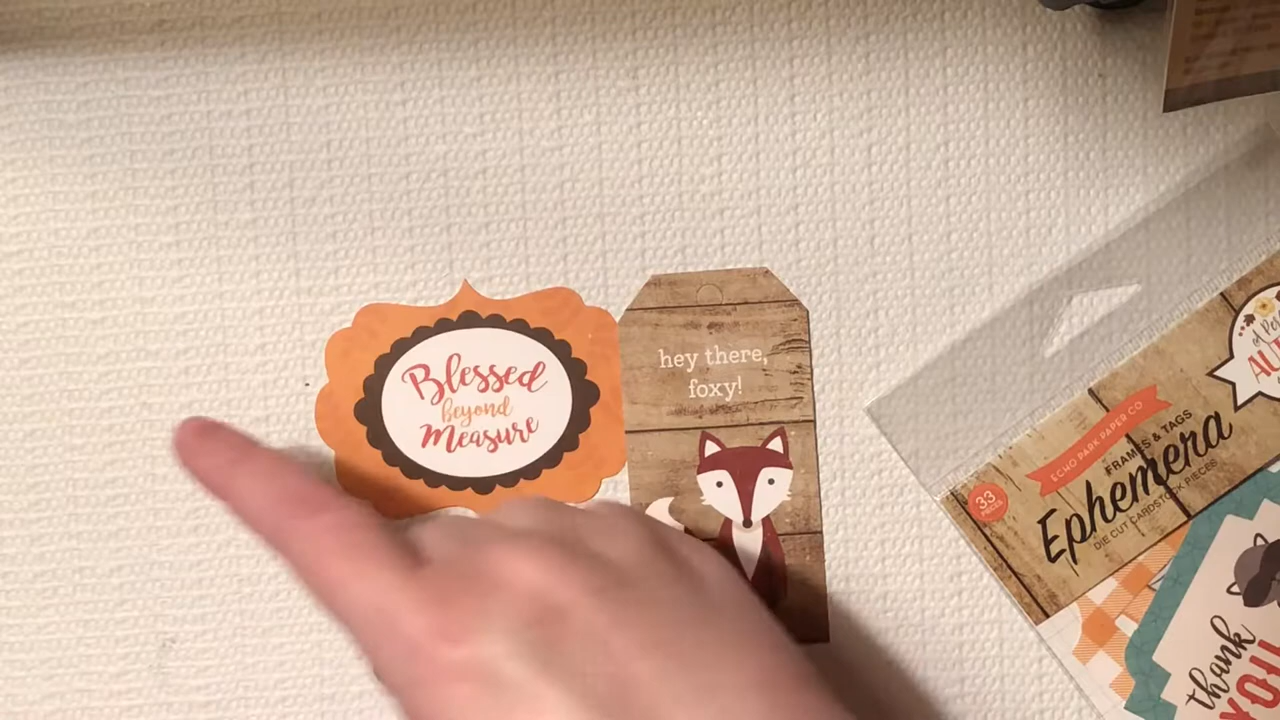 Blessed
beyond
Measure
hey there,
foxy!
33
PIECES
ECHO PARK PAPER CO
FRAMES & TAGS
Ephemera
DIE CUT CARDSTOCK PIECES
thank
YOU